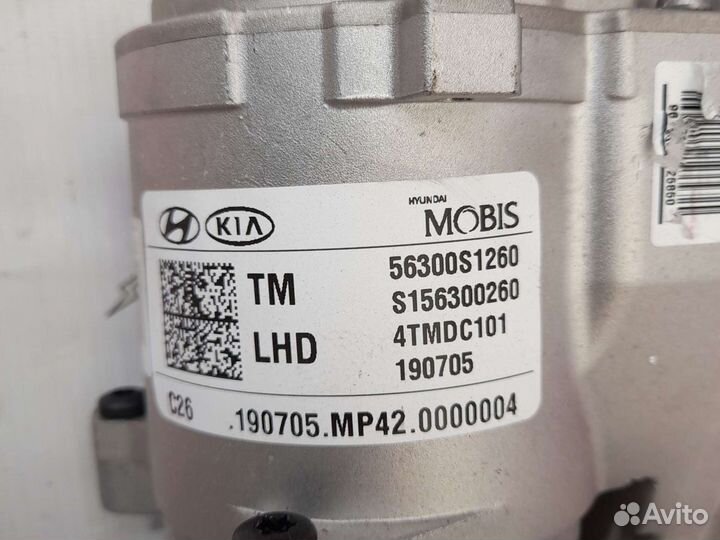 KIA
HYUNDAI
MOBIS
TM
LHD
56300S1260
S156300260
4TMDC101
190705
C26
.190705.MP42.0000004
Avito